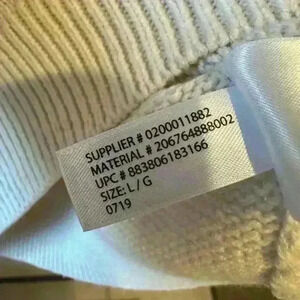 SUPPLIER # 0200011882
MATERIAL # 206764888002
UPC # 883806183166
SIZE: L / G
0719